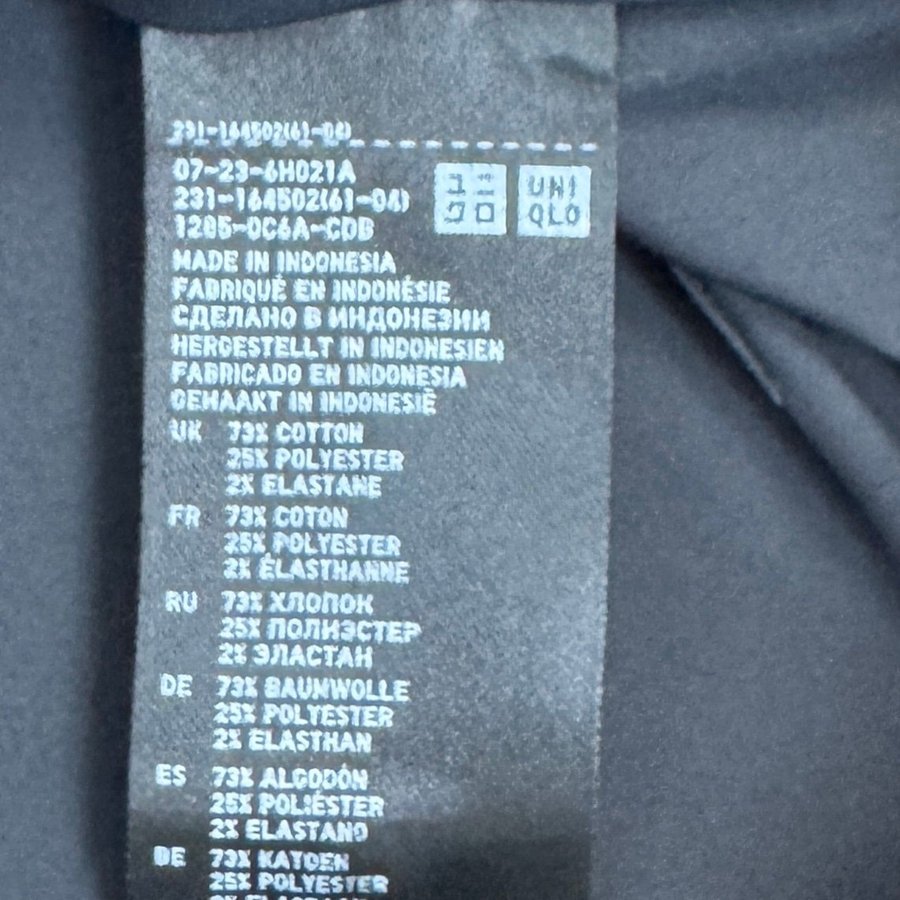 231-164502(61-04)
07-23-6H021A
231-164502(61-04)
1205-0C6A-CDB
ユニ
クロ
UNI
QLO
MADE IN INDONESIA
FABRIQUÉ EN INDONÉSIE
СДЕЛАНО В ИНДОНЕЗИИ
HERGESTELLT IN INDONESIEN
FABRICADO EN INDONESIA
GEMAAKT IN INDONESIË
UK 73% COTTON
25% POLYESTER
2% ELASTANE
FR 73% COTON
25% POLYESTER
2% ÉLASTHANNE
RU 73% ХЛОПОК
25% ПОЛИЭСТЕР
2% ЭЛАСТАН
DE 73% BAUMWOLLE
25% POLYESTER
2% ELASTHAN
ES 73% ALGODÓN
25% POLIÉSTER
2% ELASTANO
BE 73% KATOEN
25% POLYESTER